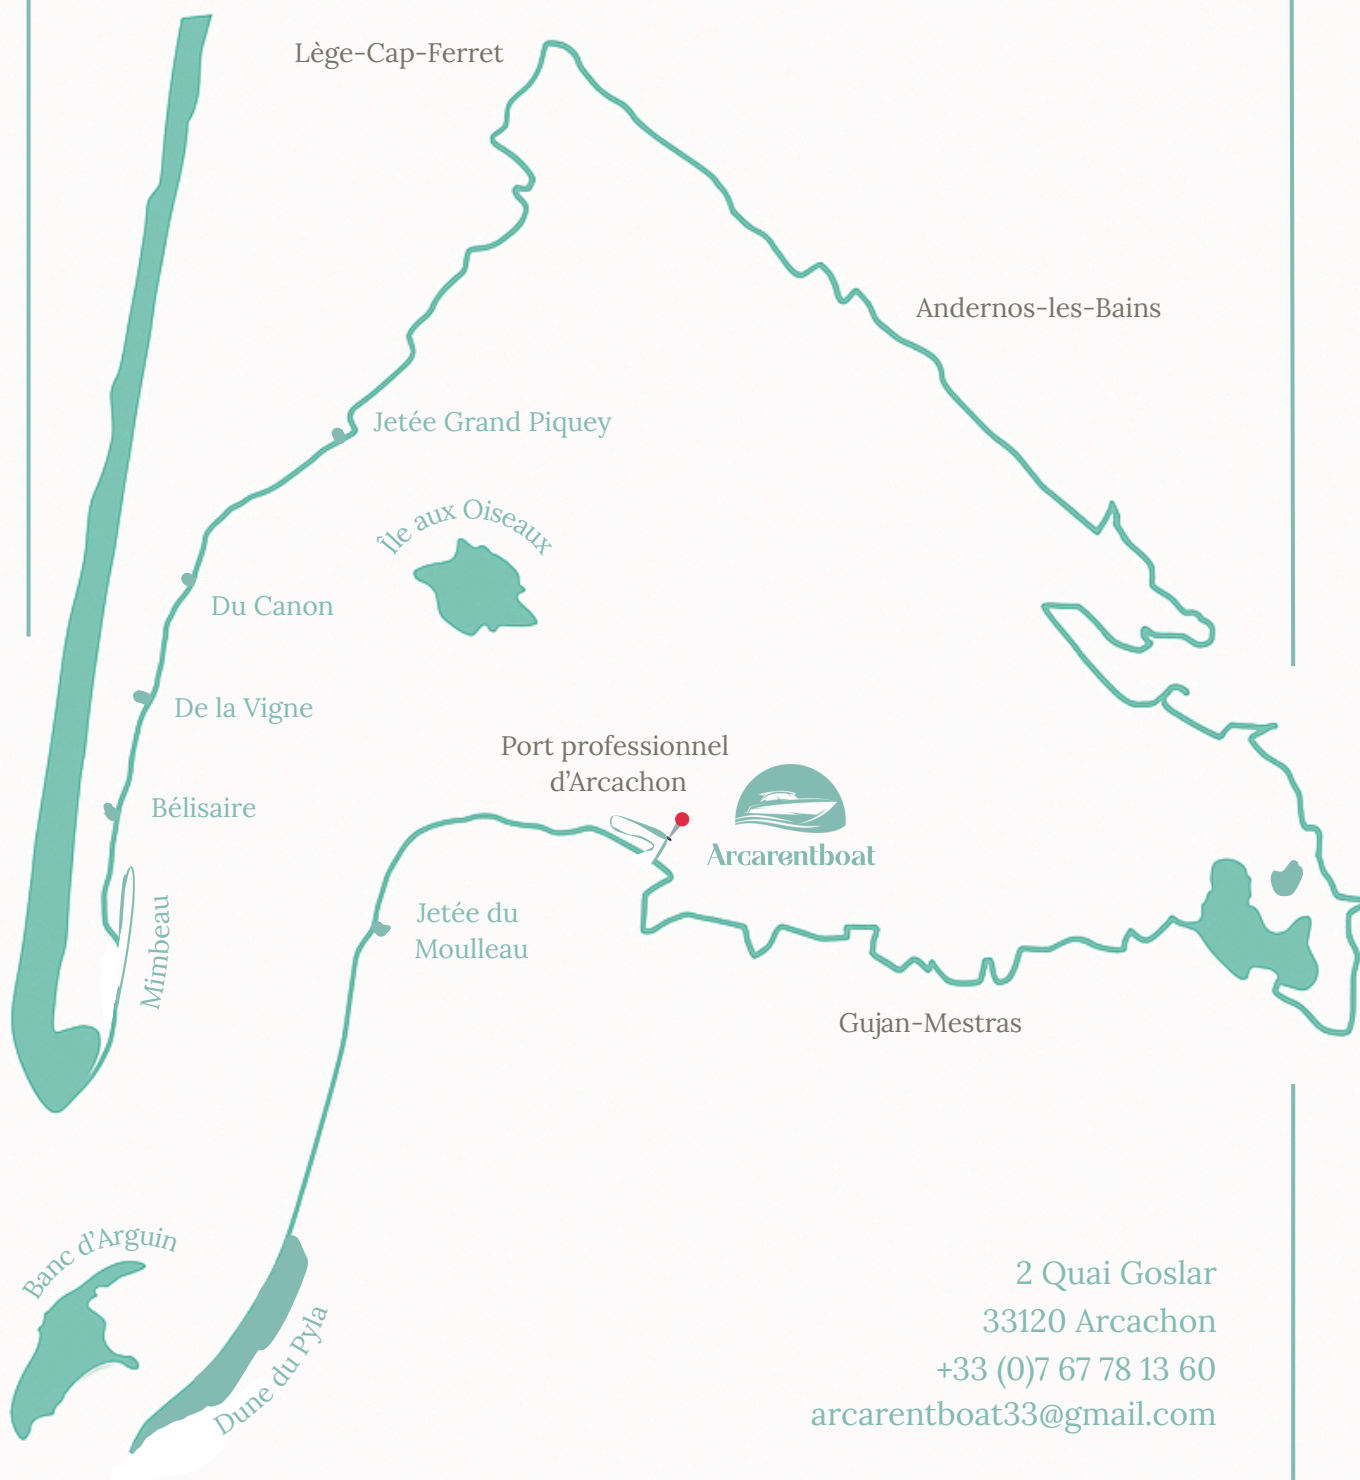 Lège-Cap-Ferret
Andernos-les-Bains
Jetée Grand Piquey
Île aux Oiseaux
Du Canon
De la Vigne
Port professionnel
d’Arcachon
Bélisaire
Arcarentboat
Mimbeau
Jetée du
Moulleau
Gujan-Mestras
Banc d’Arguin
Dune du Pyla
2 Quai Goslar
33120 Arcachon
+33 (0)7 67 78 13 60
arcarentboat33@gmail.com